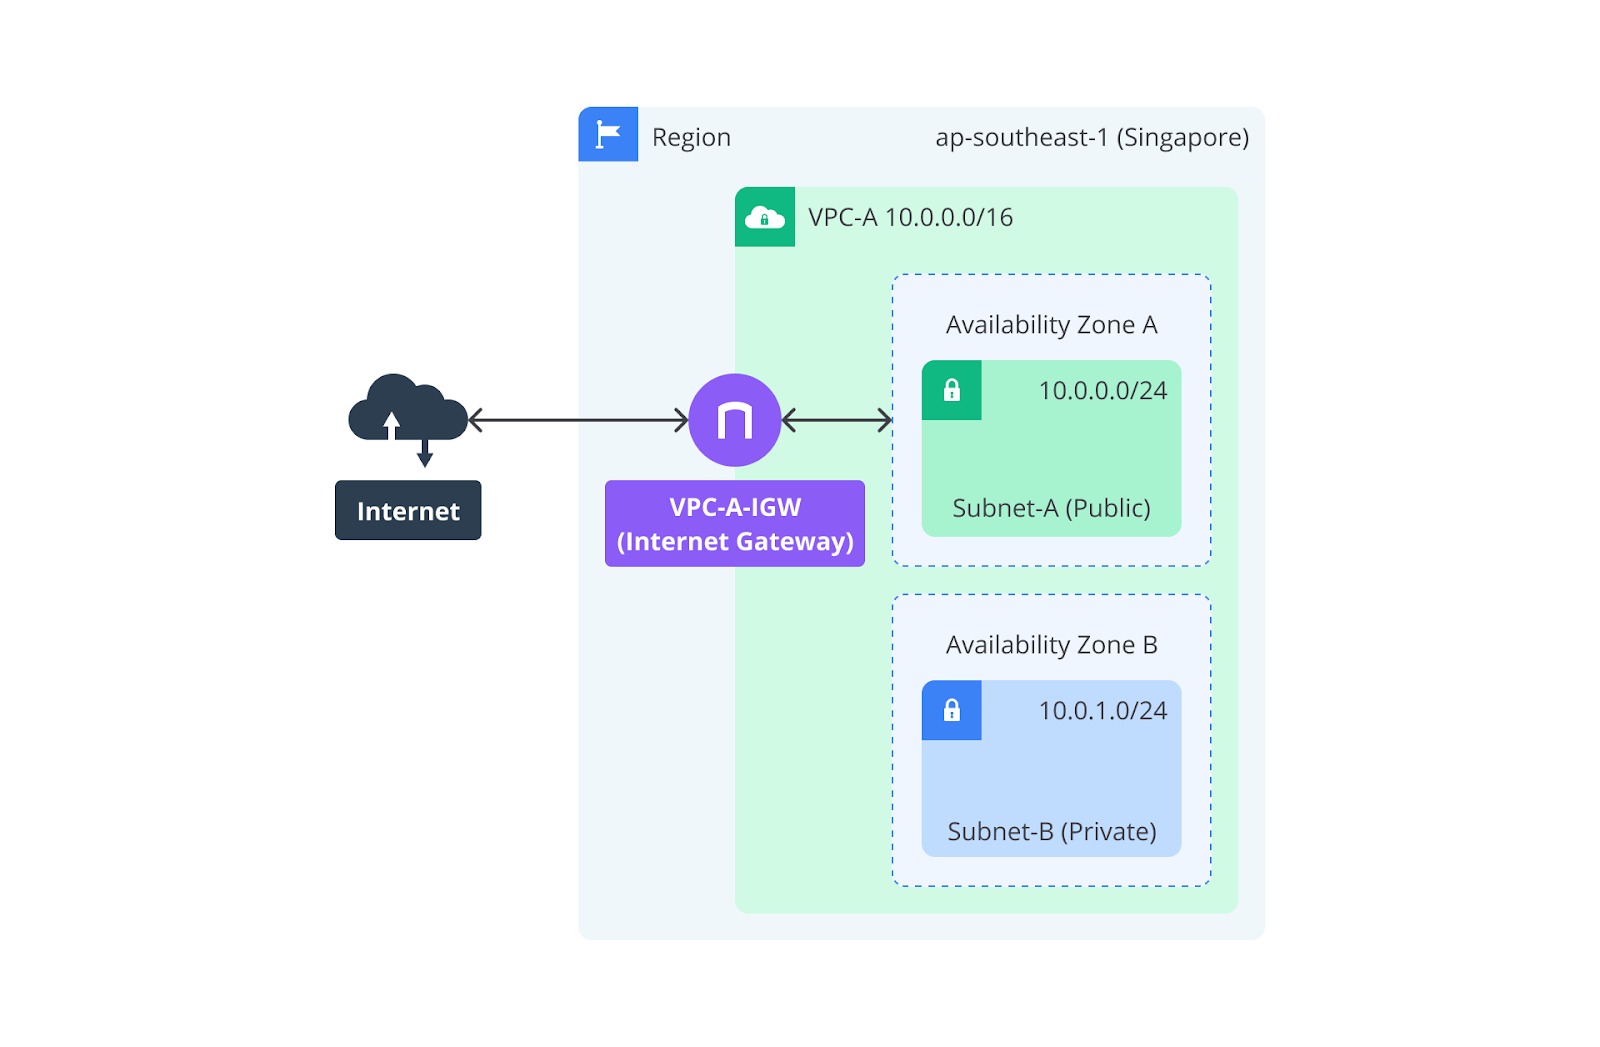 Region
ap-southeast-1 (Singapore)
VPC-A 10.0.0.0/16
Availability Zone A
10.0.0.0/24
Subnet-A (Public)
Internet
VPC-A-IGW
(Internet Gateway)
Availability Zone B
10.0.1.0/24
Subnet-B (Private)